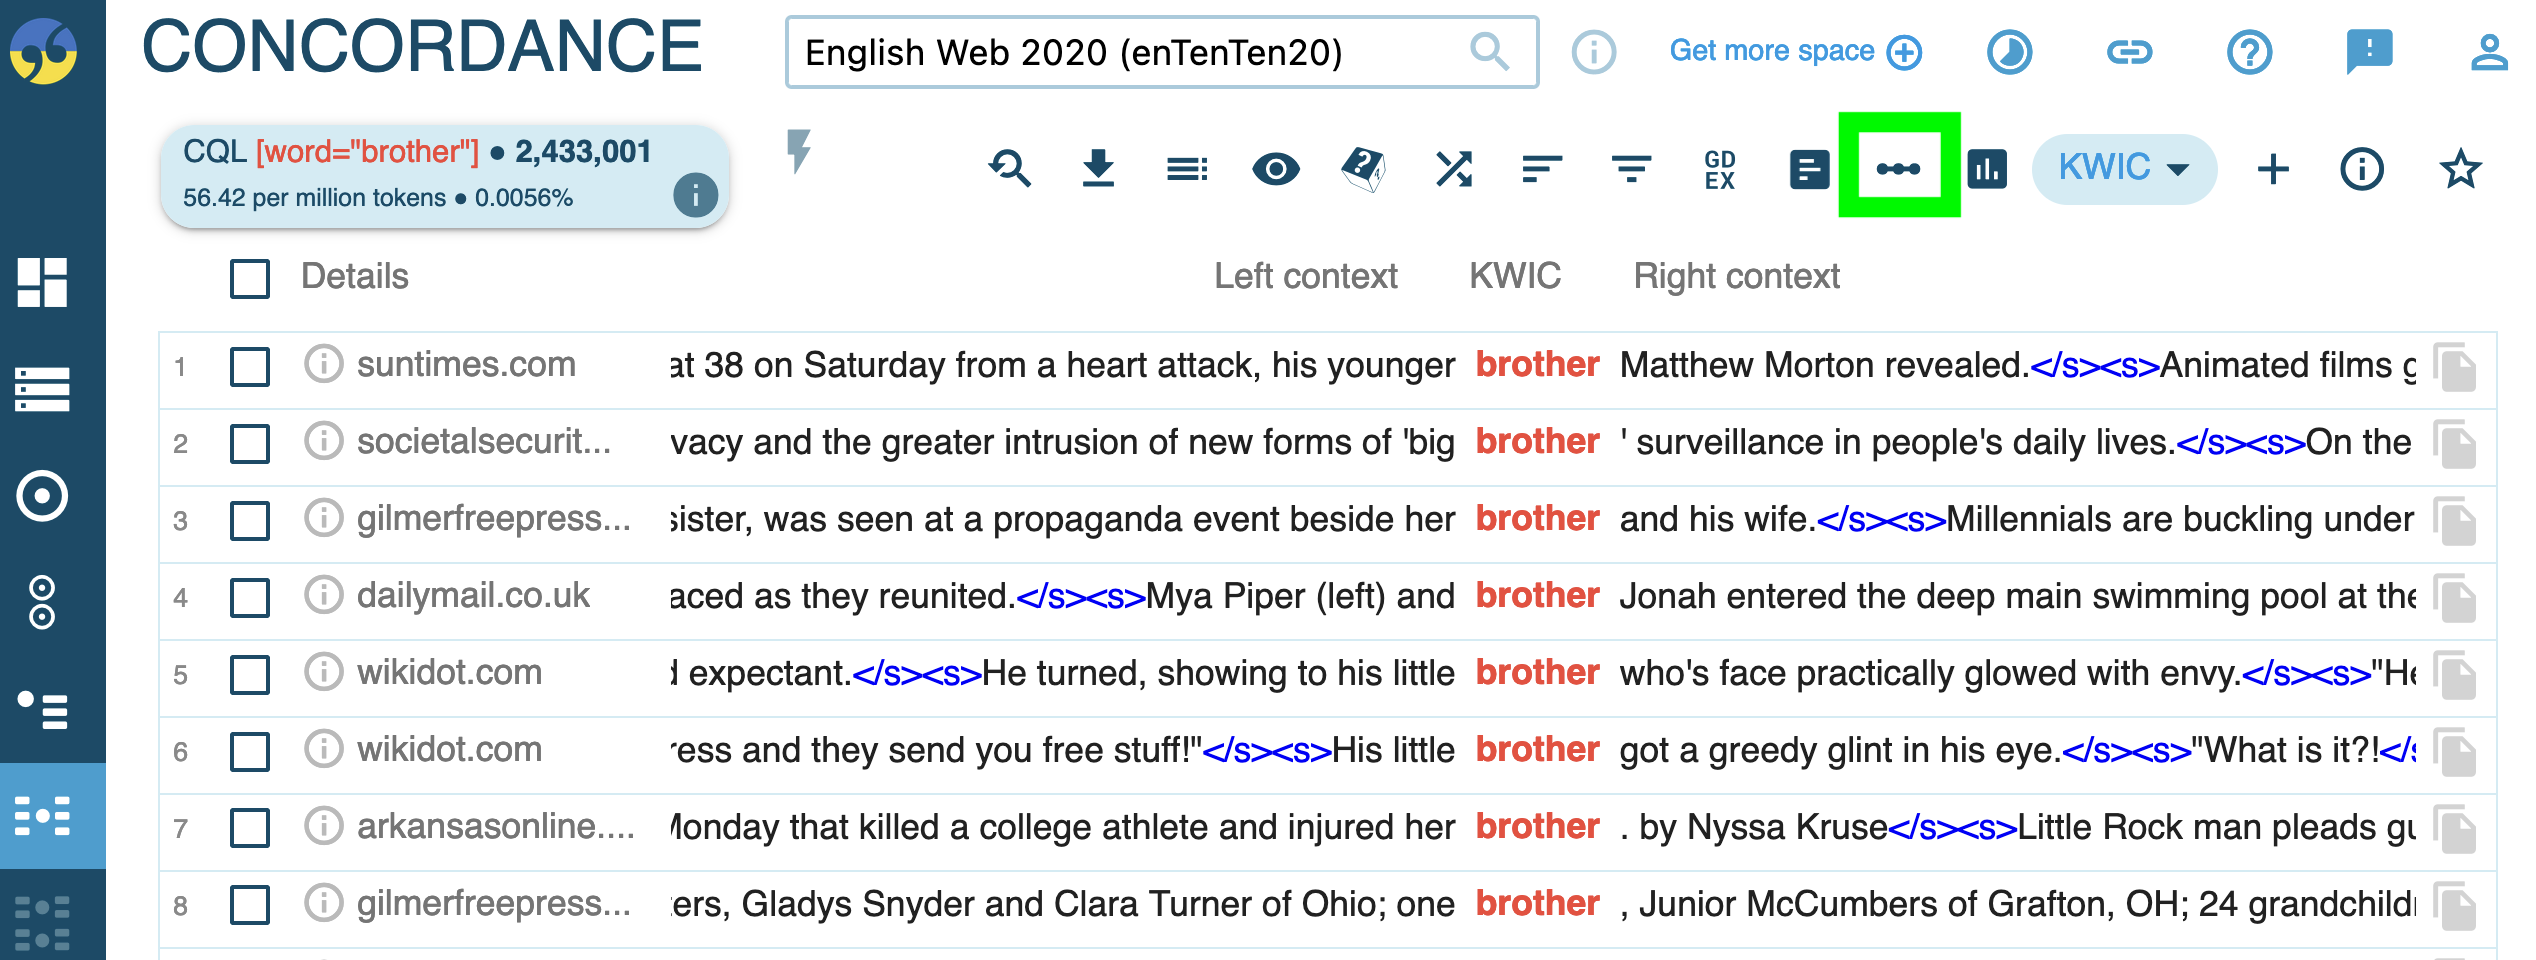 CONCORDANCE
English Web 2020 (enTenTen20)
Get more space
CQL [word="brother"] ● 2,433,001
56.42 per million tokens ● 0.0056%
GD
EX
KWIC
Details Left context KWIC Right context
1 suntimes.com at 38 on Saturday from a heart attack, his younger brother Matthew Morton revealed.</s><s>Animated films g
2 societalsecurit... vacy and the greater intrusion of new forms of 'big brother ' surveillance in people's daily lives.</s><s>On the
3 gilmerfreepress... sister, was seen at a propaganda event beside her brother and his wife.</s><s>Millennials are buckling under
4 dailymail.co.uk aced as they reunited.</s><s>Mya Piper (left) and brother Jonah entered the deep main swimming pool at the
5 wikidot.com d expectant.</s><s>He turned, showing to his little brother who's face practically glowed with envy.</s><s>"He
6 wikidot.com ress and they send you free stuff!"</s><s>His little brother got a greedy glint in his eye.</s><s>"What is it?!</s
7 arkansasonline.... Monday that killed a college athlete and injured her brother . by Nyssa Kruse</s><s>Little Rock man pleads gu
8 gilmerfreepress... ters, Gladys Snyder and Clara Turner of Ohio; one brother , Junior McCumbers of Grafton, OH; 24 grandchild